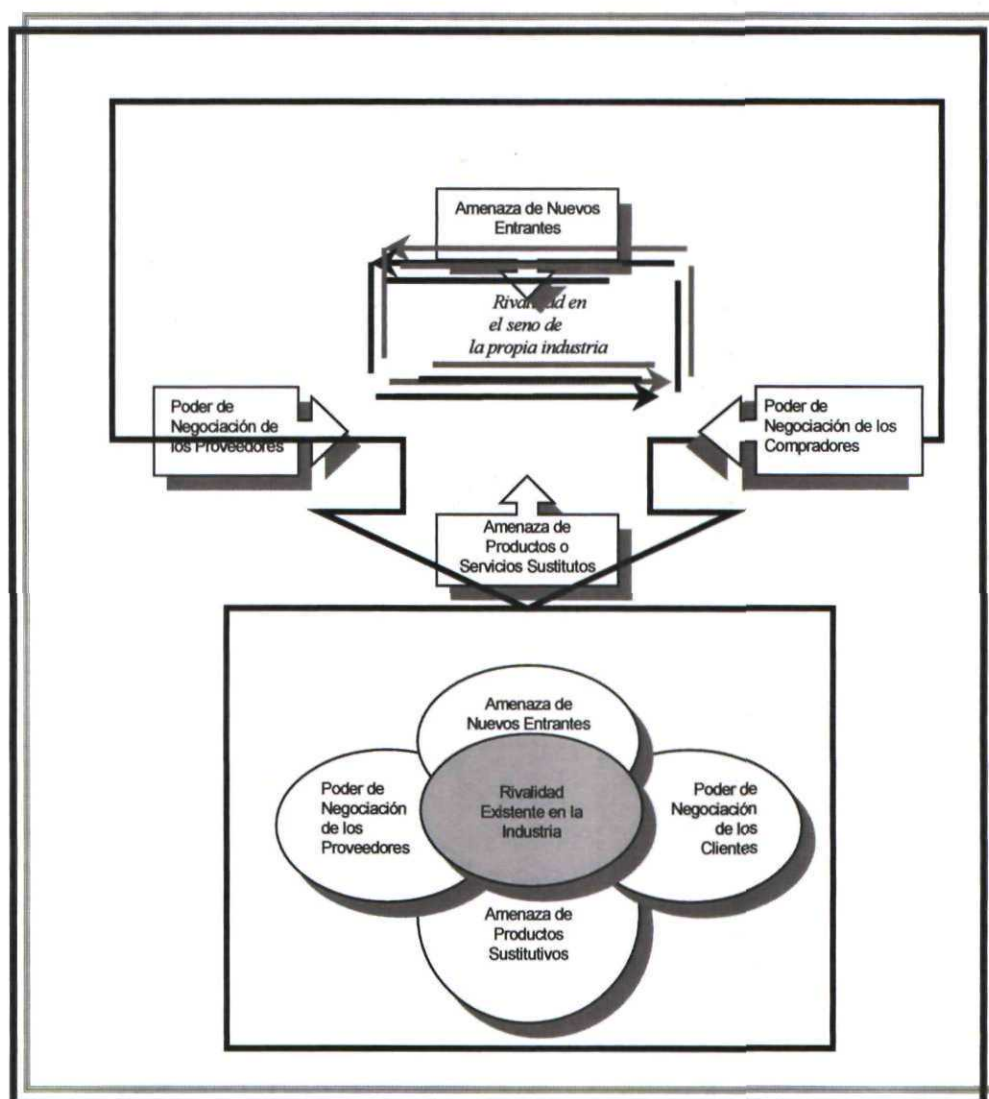 Amenaza de Nuevos
Entrantes
Rivalidad en
el seno de
la propia industria
Poder de
Negociación de
los Proveedores
Poder de
Negociación de los
Compradores
Amenaza de
Productos o
Servicios Sustitutos
Amenaza de
Nuevos Entrantes
Poder de
Negociación
de los
Proveedores
Rivalidad
Existente en la
Industria
Poder de
Negociación
de los
Clientes
Amenaza de
Productos
Sustitutivos